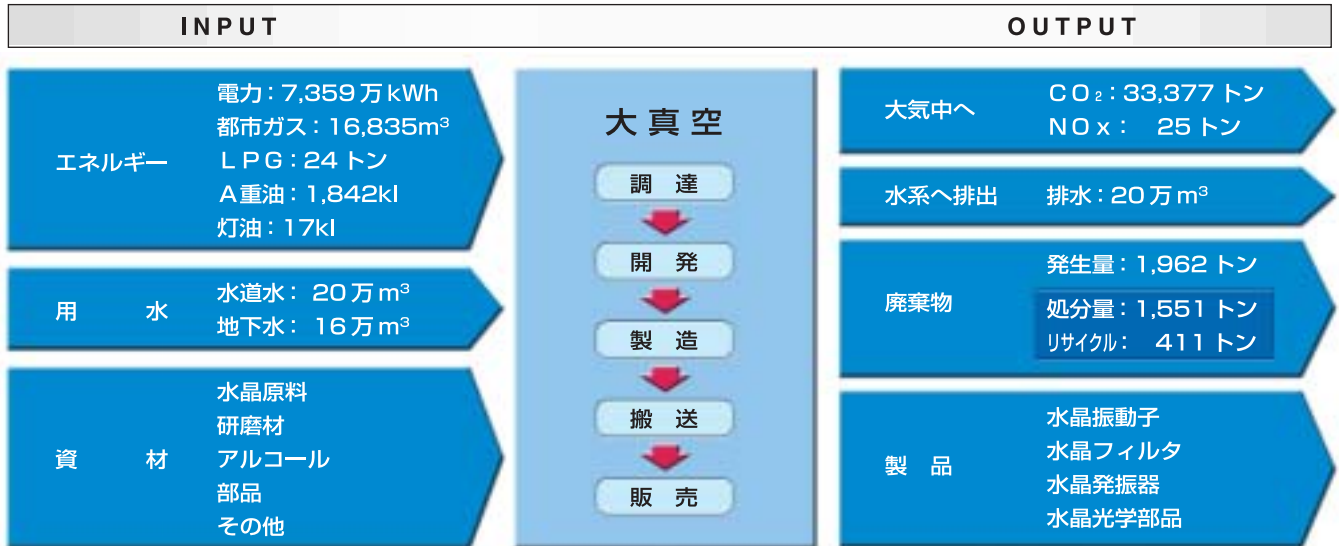 INPUT
OUTPUT
エネルギー
電力：7,359万kWh
都市ガス：16,835m³
LPG：24トン
A重油：1,842kl
灯油：17kl
用水
水道水： 20万m³
地下水： 16万m³
資材
水晶原料
研磨材
アルコール
部品
その他
大真空
調達
開発
製造
搬送
販売
大気中へ
CO₂：33,377トン
NOx： 25トン
水系へ排出
排水：20万m³
廃棄物
発生量：1,962トン
処分量：1,551トン
リサイクル： 411トン
製品
水晶振動子
水晶フィルタ
水晶発振器
水晶光学部品